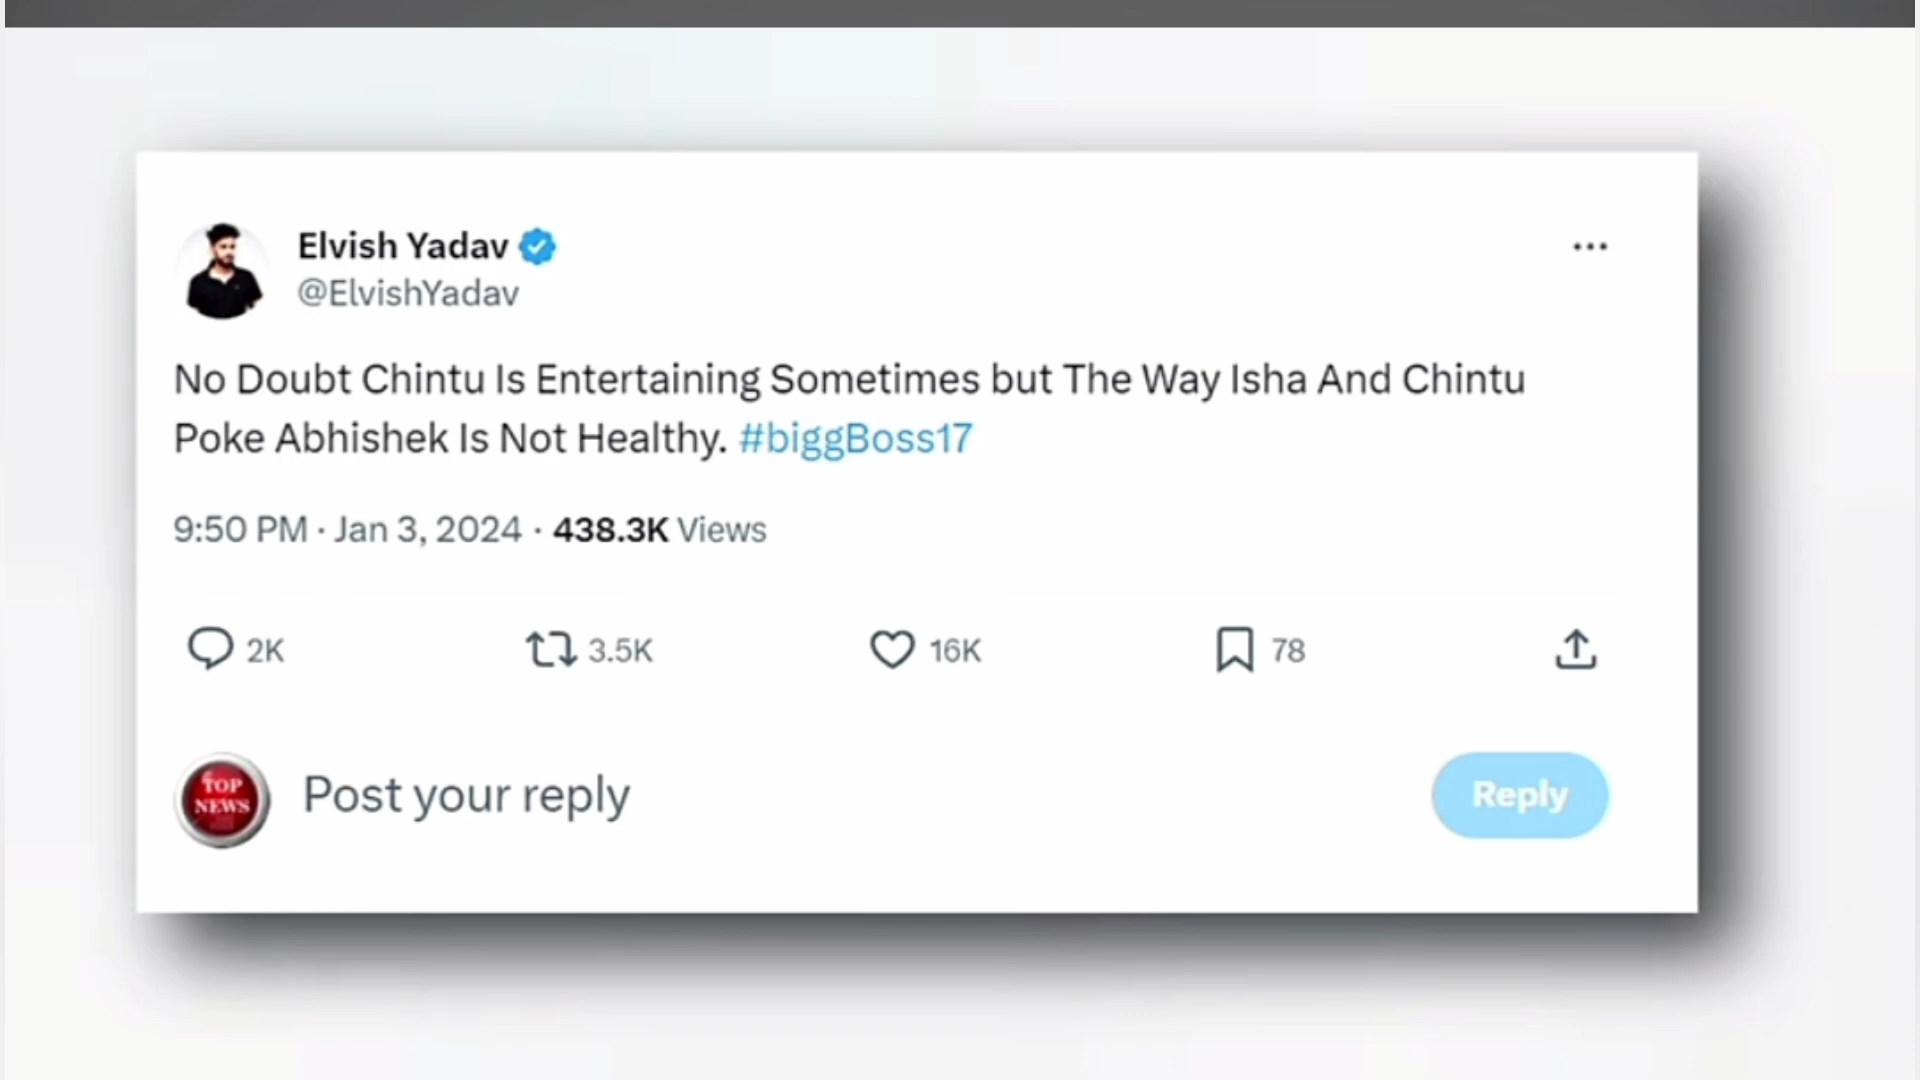 Elvish Yadav
@ElvishYadav
No Doubt Chintu Is Entertaining Sometimes but The Way Isha And Chintu
Poke Abhishek Is Not Healthy. #biggBoss17
9:50 PM · Jan 3, 2024 · 438.3K Views
2K 3.5K 16K 78
TOP
NEWS
Post your reply
Reply